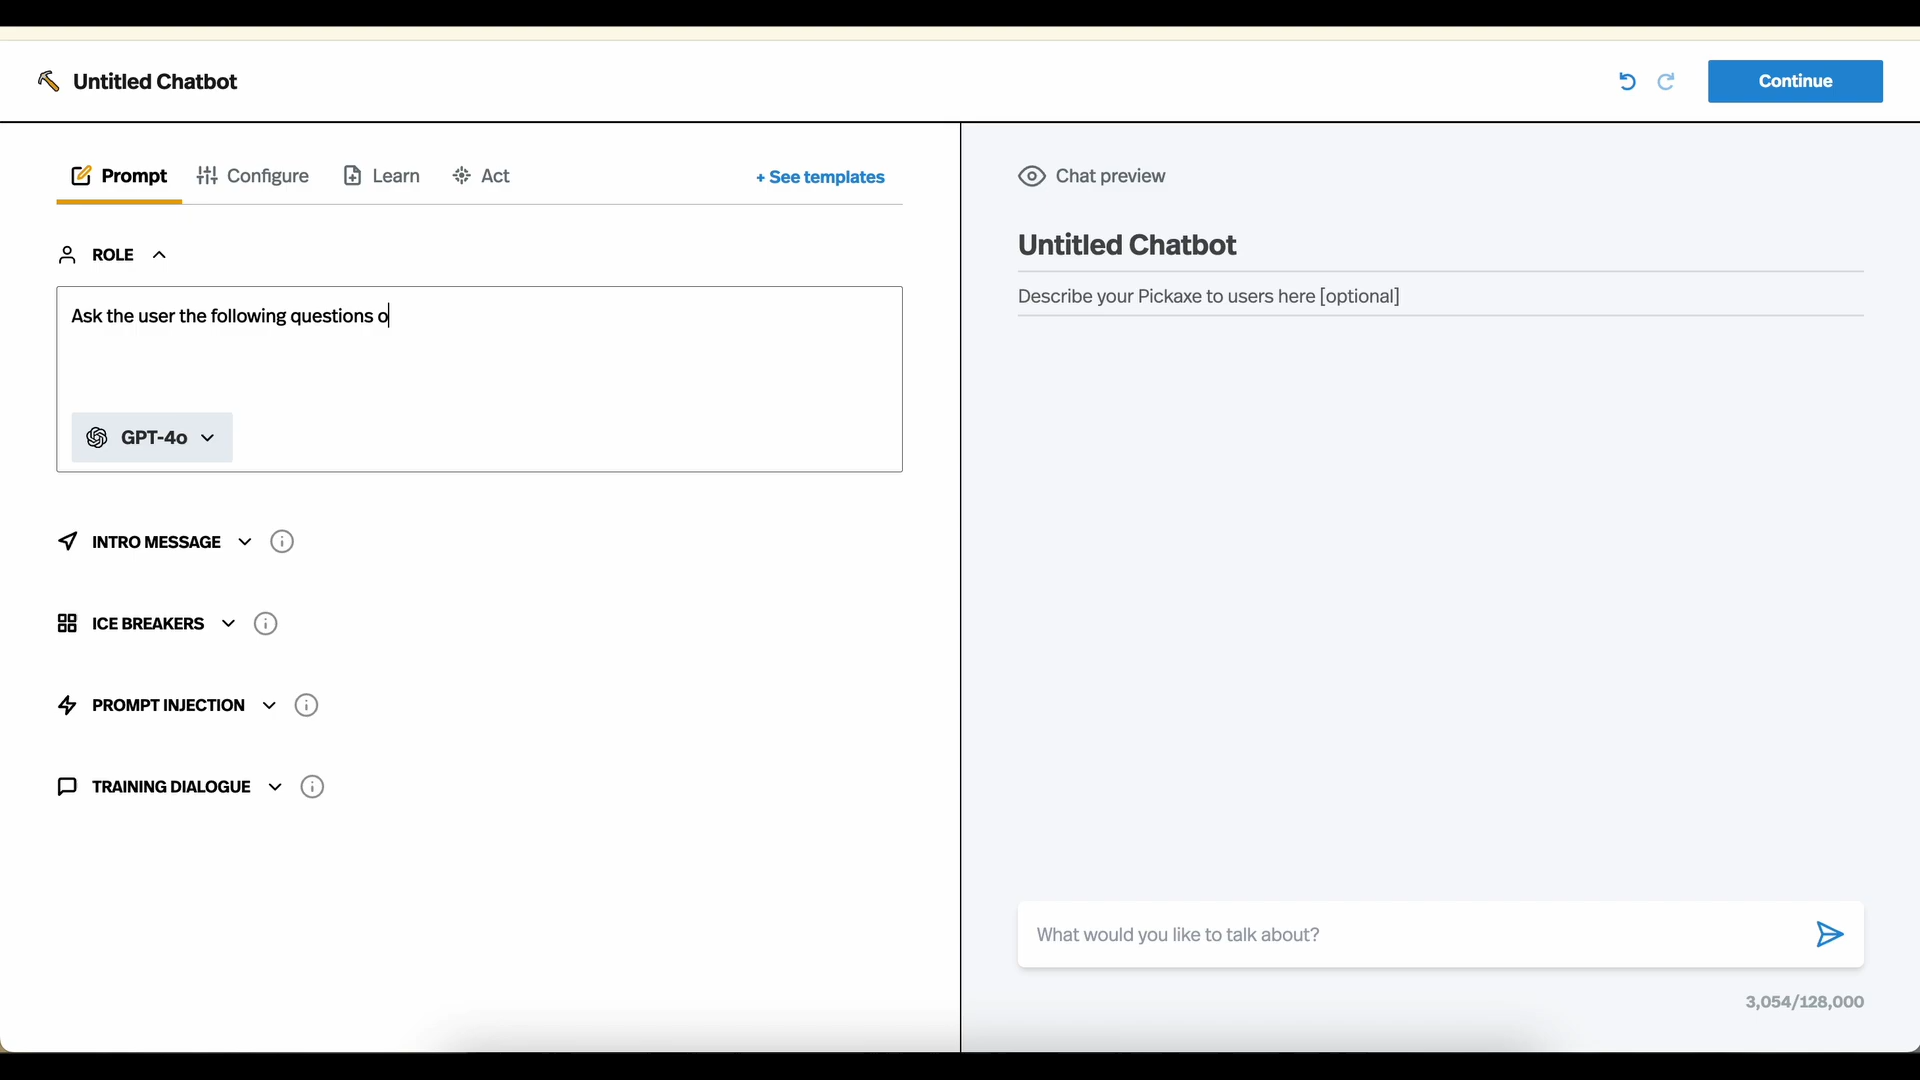 Untitled Chatbot
Continue
Prompt
Configure
Learn
Act
+ See templates
ROLE
Ask the user the following questions o
GPT-4o
INTRO MESSAGE
ICE BREAKERS
PROMPT INJECTION
TRAINING DIALOGUE
Chat preview
Untitled Chatbot
Describe your Pickaxe to users here [optional]
What would you like to talk about?
3,054/128,000